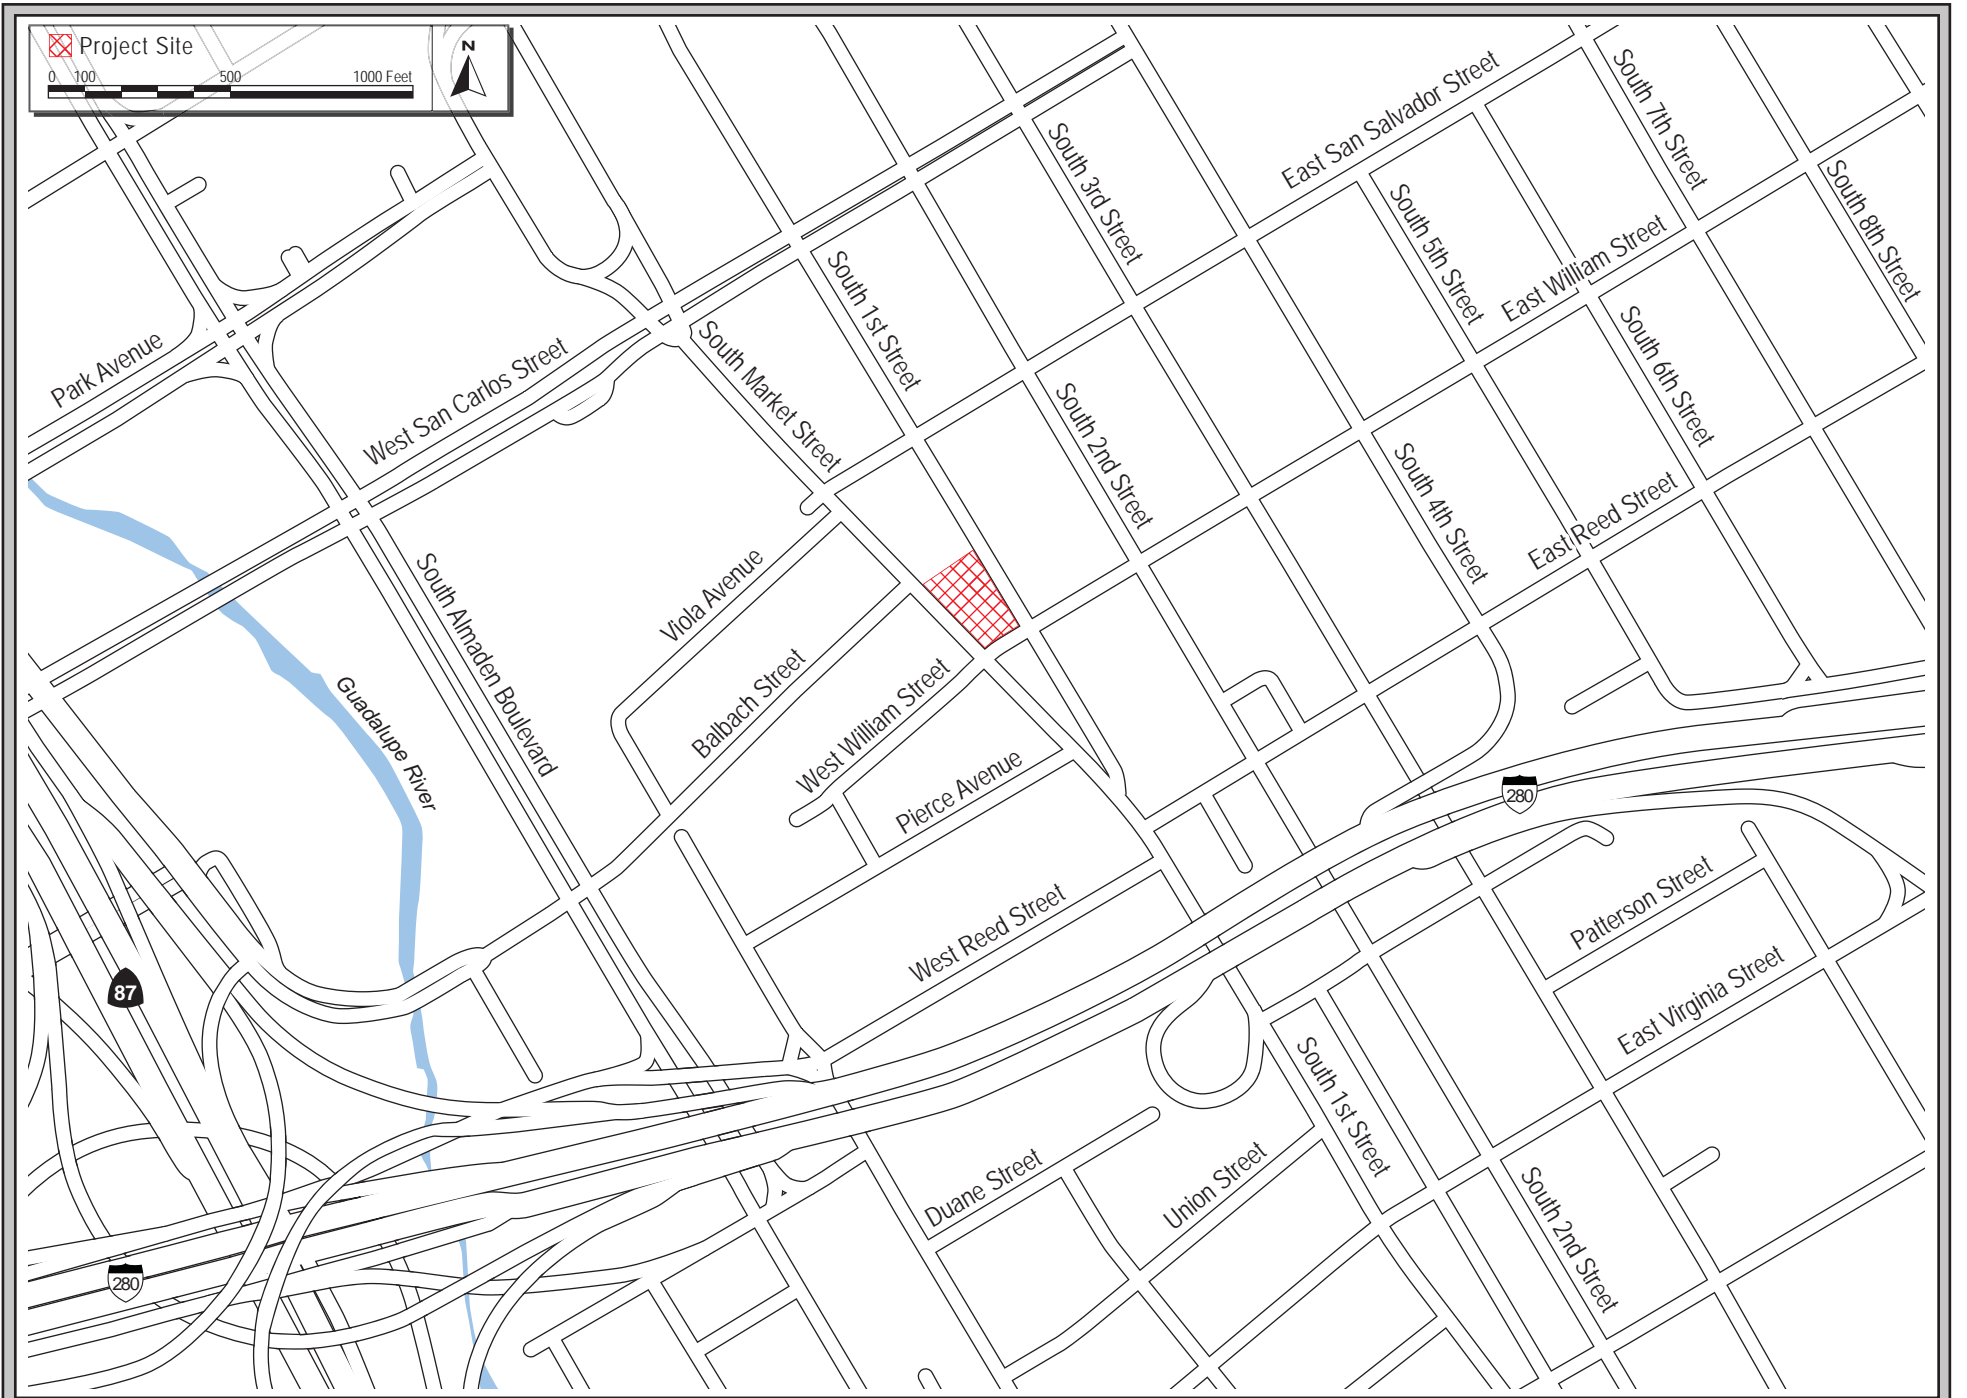 Project Site
N
0 100 500 1000 Feet
East San Salvador Street
South 7th Street
South 3rd Street
South 8th Street
South 5th Street
East William Street
South 1st Street
Park Avenue
West San Carlos Street
South Market Street
South 6th Street
South 2nd Street
South 4th Street
East Reed Street
Viola Avenue
South Almaden Boulevard
Balbach Street
West William Street
Guadalupe River
Pierce Avenue
280
West Reed Street
Patterson Street
East Virginia Street
87
South 1st Street
Duane Street
Union Street
South 2nd Street
280